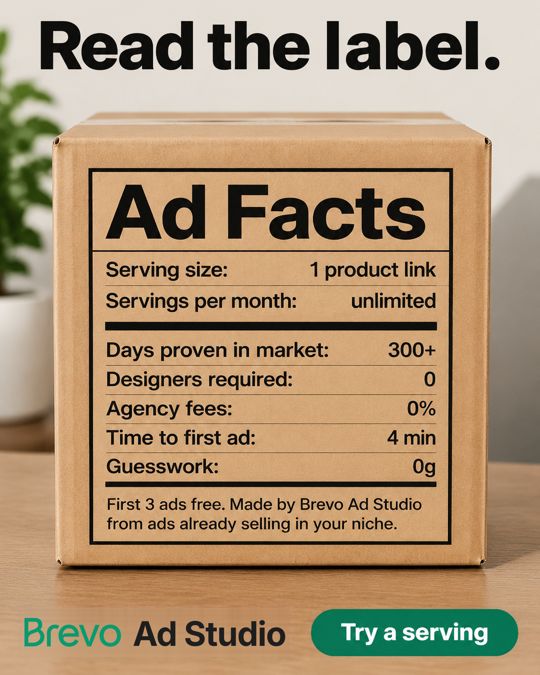 Read the label.
Ad Facts
Serving size: 1 product link
Servings per month: unlimited
Days proven in market: 300+
Designers required: 0
Agency fees: 0%
Time to first ad: 4 min
Guesswork: 0g
First 3 ads free. Made by Brevo Ad Studio
from ads already selling in your niche.
Brevo Ad Studio
Try a serving